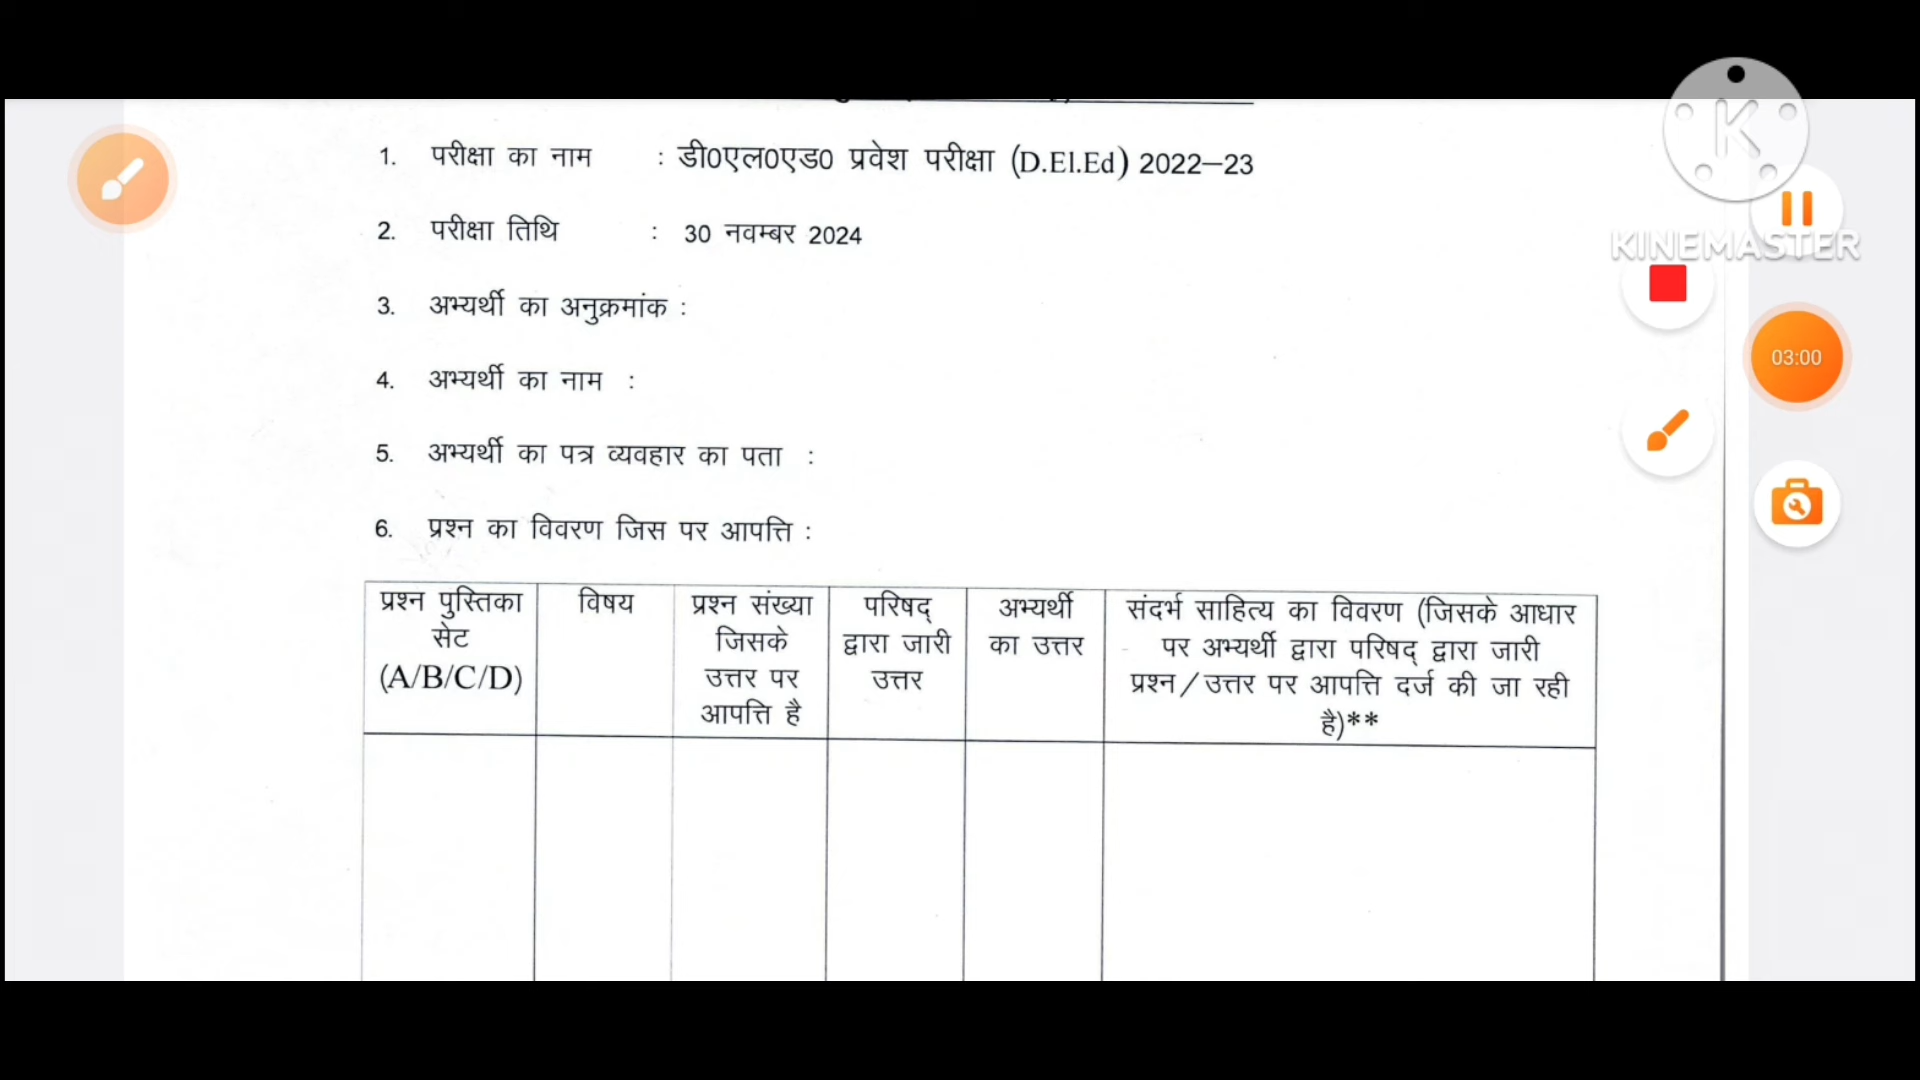 1. परीक्षा का नाम : डी0एल0एड0 प्रवेश परीक्षा (D.El.Ed) 2022–23
2. परीक्षा तिथि : 30 नवम्बर 2024
3. अभ्यर्थी का अनुक्रमांक :
4. अभ्यर्थी का नाम :
5. अभ्यर्थी का पत्र व्यवहार का पता :
6. प्रश्न का विवरण जिस पर आपत्ति :
प्रश्न पुस्तिका
सेट
(A/B/C/D)
विषय
प्रश्न संख्या
जिसके
उत्तर पर
आपत्ति है
परिषद्
द्वारा जारी
उत्तर
अभ्यर्थी
का उत्तर
संदर्भ साहित्य का विवरण (जिसके आधार
पर अभ्यर्थी द्वारा परिषद् द्वारा जारी
प्रश्न/उत्तर पर आपत्ति दर्ज की जा रही
है)**
K
KINEMASTER
03:00